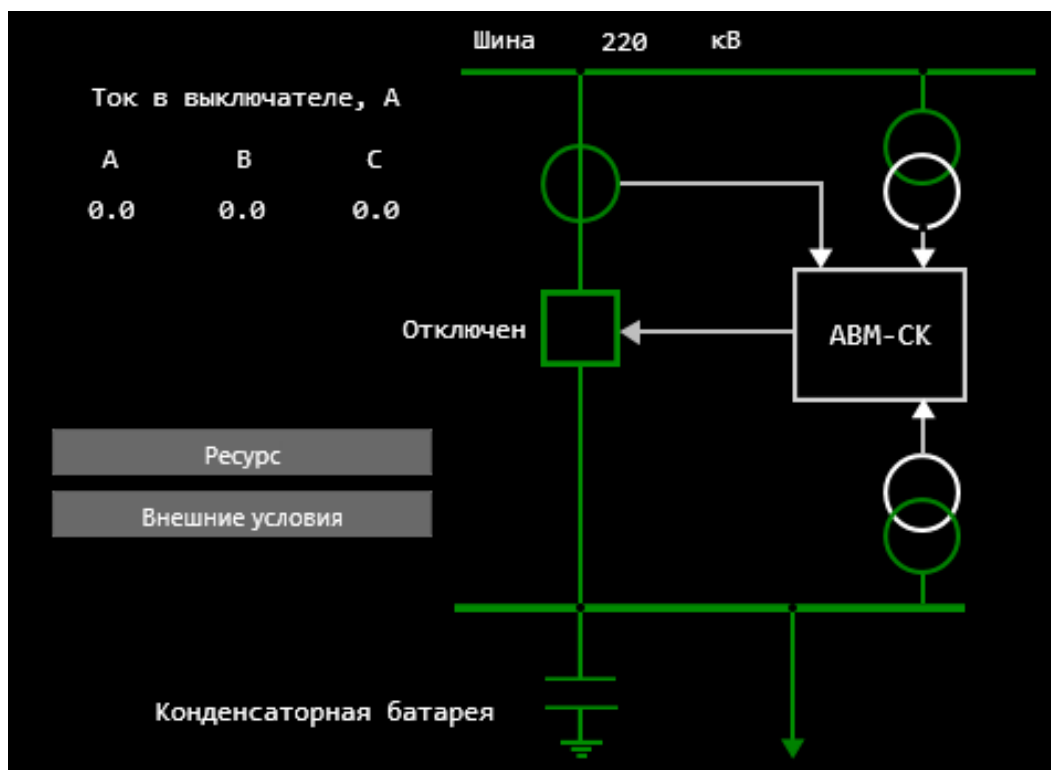 Шина 220 кВ
Ток в выключателе, А
А В С
0.0 0.0 0.0
Отключен
АВМ-СК
Ресурс
Внешние условия
Конденсаторная батарея